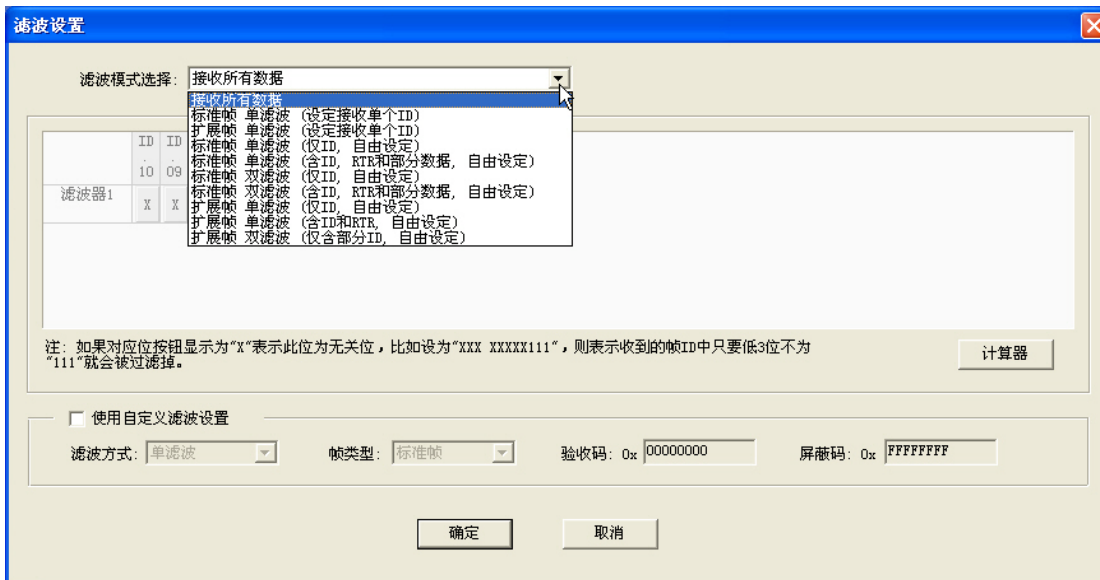 滤波设置
滤波模式选择: 接收所有数据
接收所有数据
标准帧 单滤波 (设定接收单个ID)
扩展帧 单滤波 (设定接收单个ID)
标准帧 单滤波 (仅ID, 自由设定)
标准帧 单滤波 (含ID, RTR和部分数据, 自由设定)
标准帧 双滤波 (仅ID, 自由设定)
标准帧 双滤波 (含ID, RTR和部分数据, 自由设定)
扩展帧 单滤波 (仅ID, 自由设定)
扩展帧 单滤波 (含ID和RTR, 自由设定)
扩展帧 双滤波 (仅含部分ID, 自由设定)
ID ID
. .
10 09
滤波器1 X X
注: 如果对应位按钮显示为"X"表示此位为无关位,比如设为"XXX XXXXX111",则表示收到的帧ID中只要低3位不为
"111"就会被过滤掉。
计算器
使用自定义滤波设置
滤波方式: 单滤波 帧类型: 标准帧 验收码: 0x 00000000 屏蔽码: 0x FFFFFFFF
确定 取消